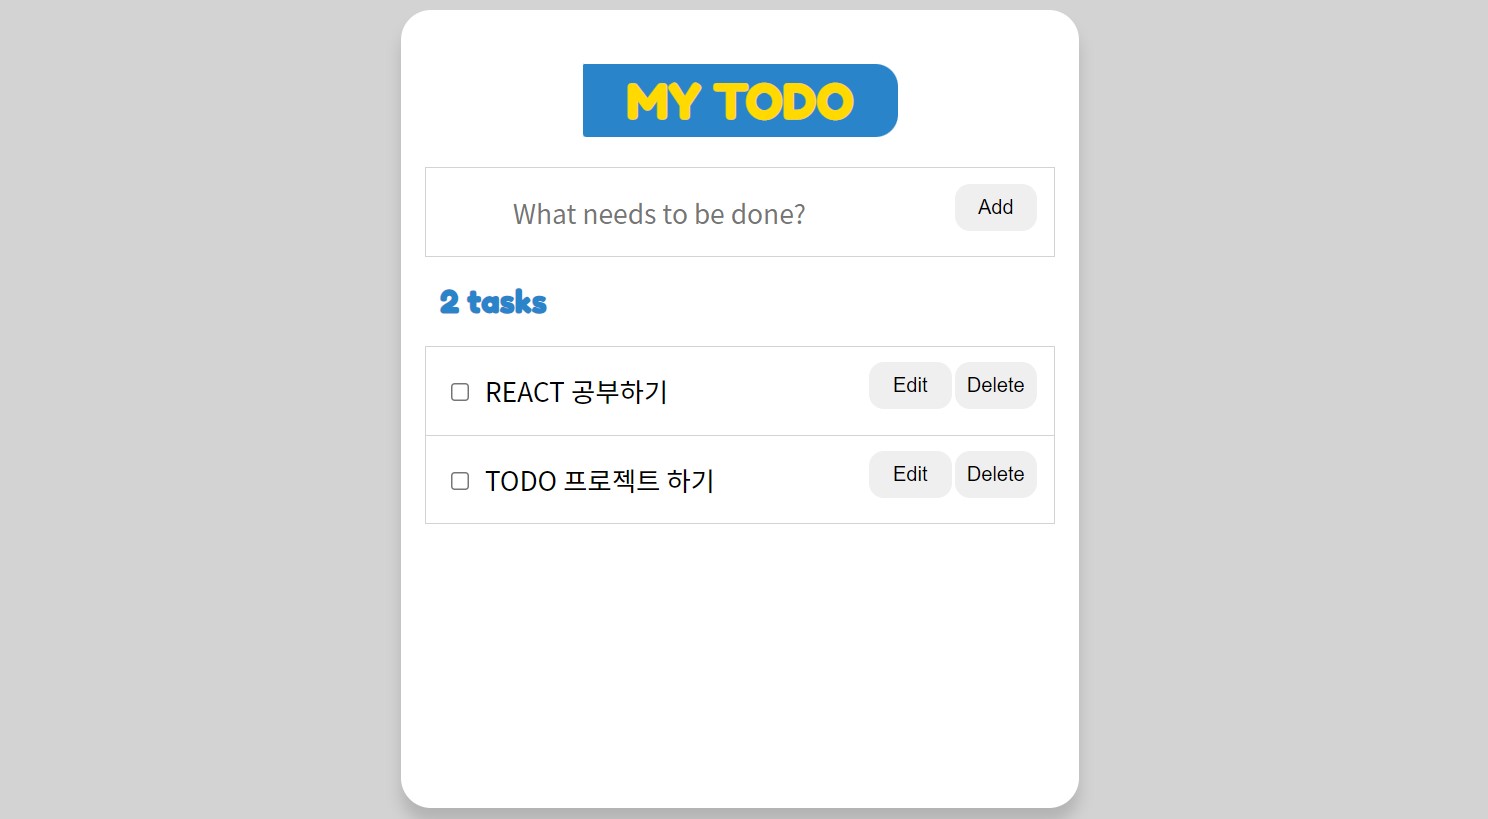 MY TODO
What needs to be done?
Add
2 tasks
REACT 공부하기
Edit
Delete
TODO 프로젝트 하기
Edit
Delete